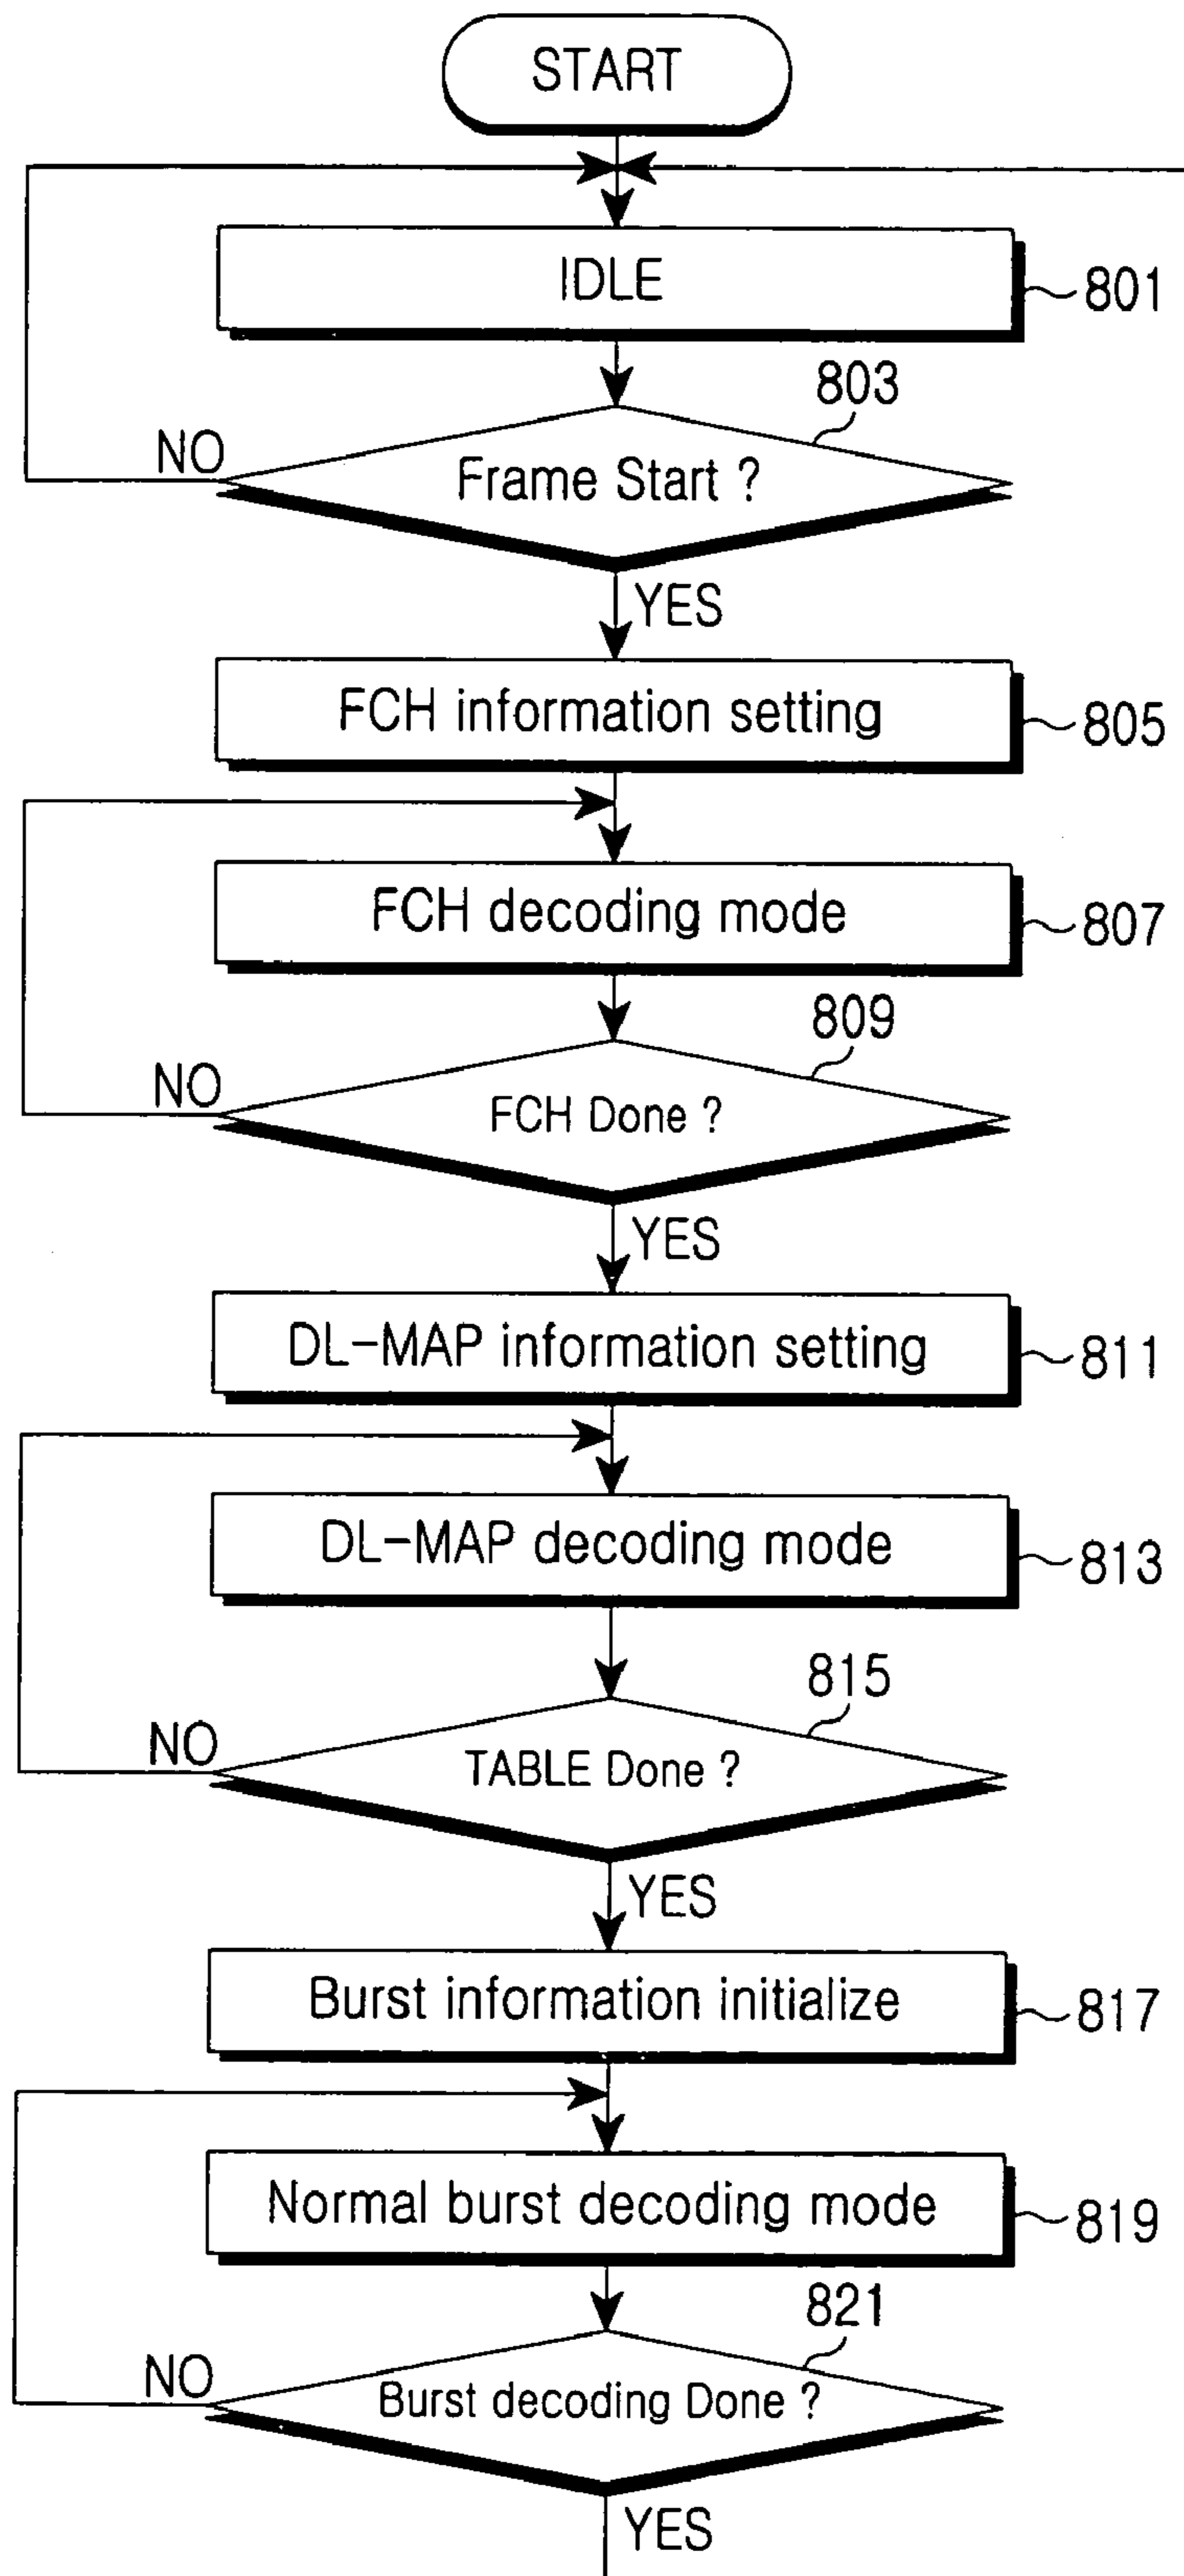 START
IDLE
801
803
Frame Start ?
NO
YES
FCH information setting
805
FCH decoding mode
807
809
FCH Done ?
NO
YES
DL-MAP information setting
811
DL-MAP decoding mode
813
815
TABLE Done ?
NO
YES
Burst information initialize
817
Normal burst decoding mode
819
821
Burst decoding Done ?
NO
YES